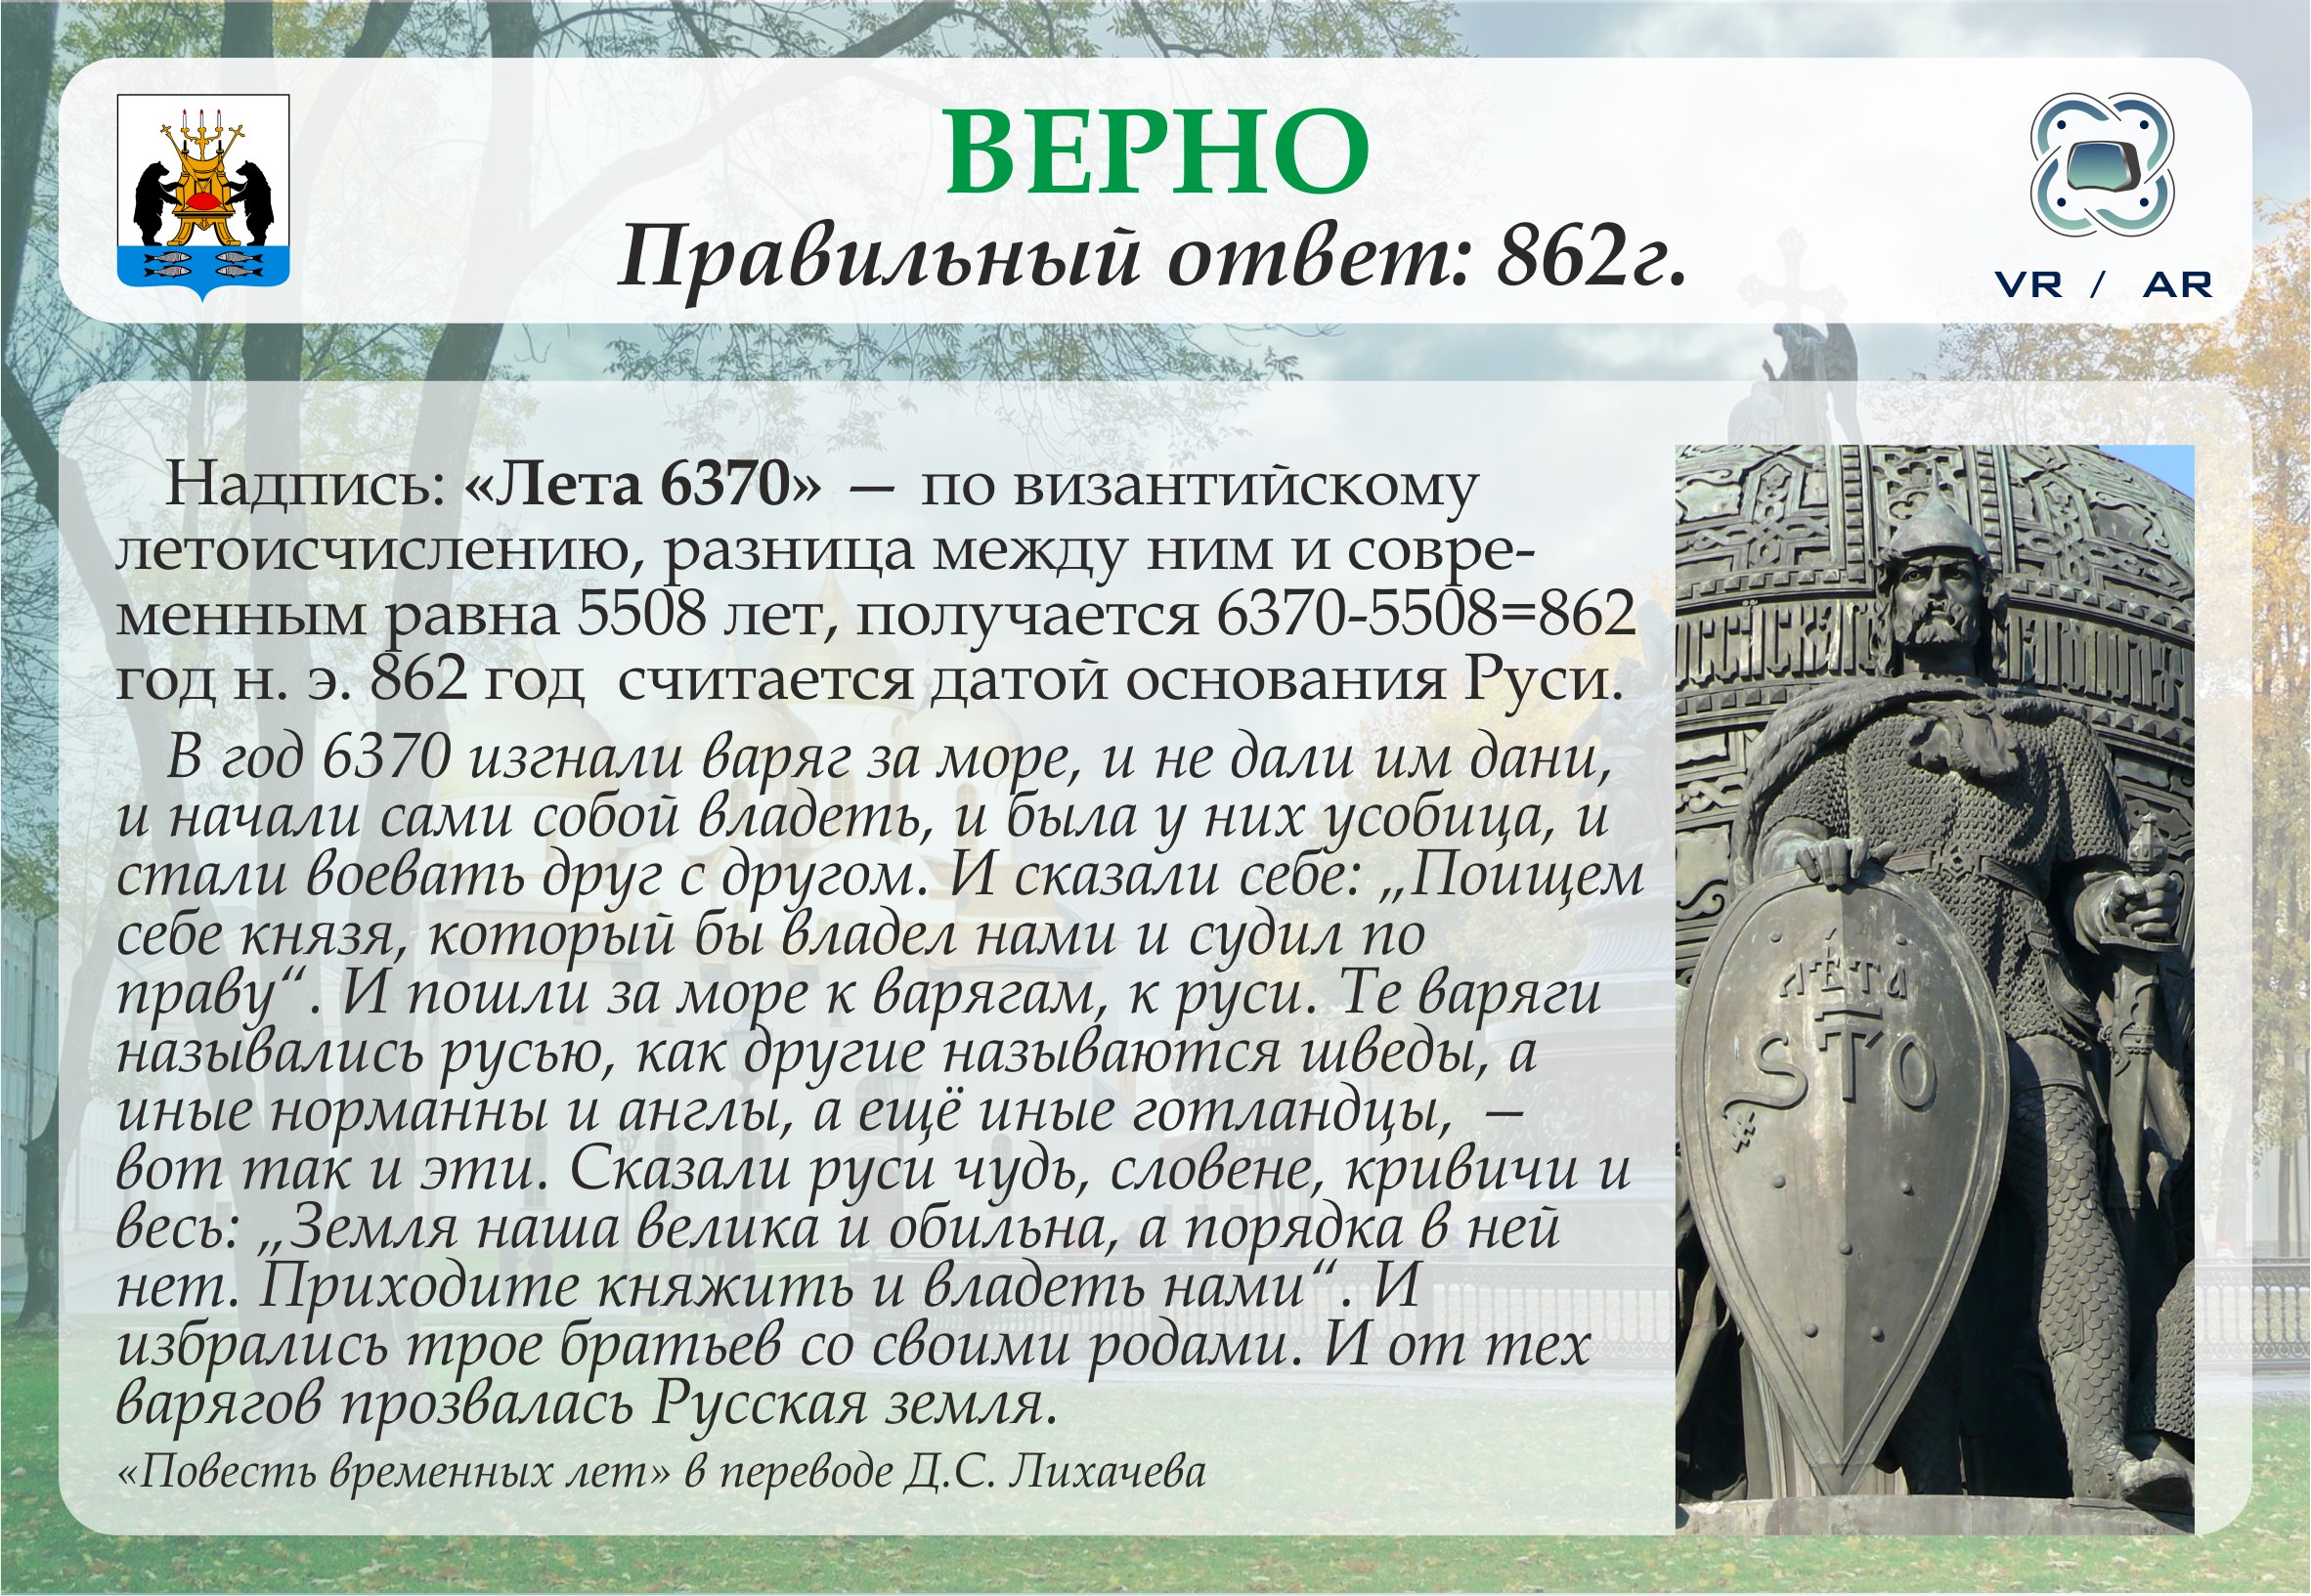 ВЕРНО
Правильный ответ: 862г.
VR / AR
Надпись: «Лета 6370» — по византийскому
летоисчислению, разница между ним и совре-
менным равна 5508 лет, получается 6370-5508=862
год н. э. 862 год считается датой основания Руси.
В год 6370 изгнали варяг за море, и не дали им дани,
и начали сами собой владеть, и была у них усобица, и
стали воевать друг с другом. И сказали себе: „Поищем
себе князя, который бы владел нами и судил по
праву“. И пошли за море к варягам, к руси. Те варяги
назывались русью, как другие называются шведы, а
иные норманны и англы, а ещё иные готландцы, —
вот так и эти. Сказали руси чудь, словене, кривичи и
весь: „Земля наша велика и обильна, а порядка в ней
нет. Приходите княжить и владеть нами“. И
избрались трое братьев со своими родами. И от тех
варягов прозвалась Русская земля.
«Повесть временных лет» в переводе Д.С. Лихачева
лѣта
ѕ҃то